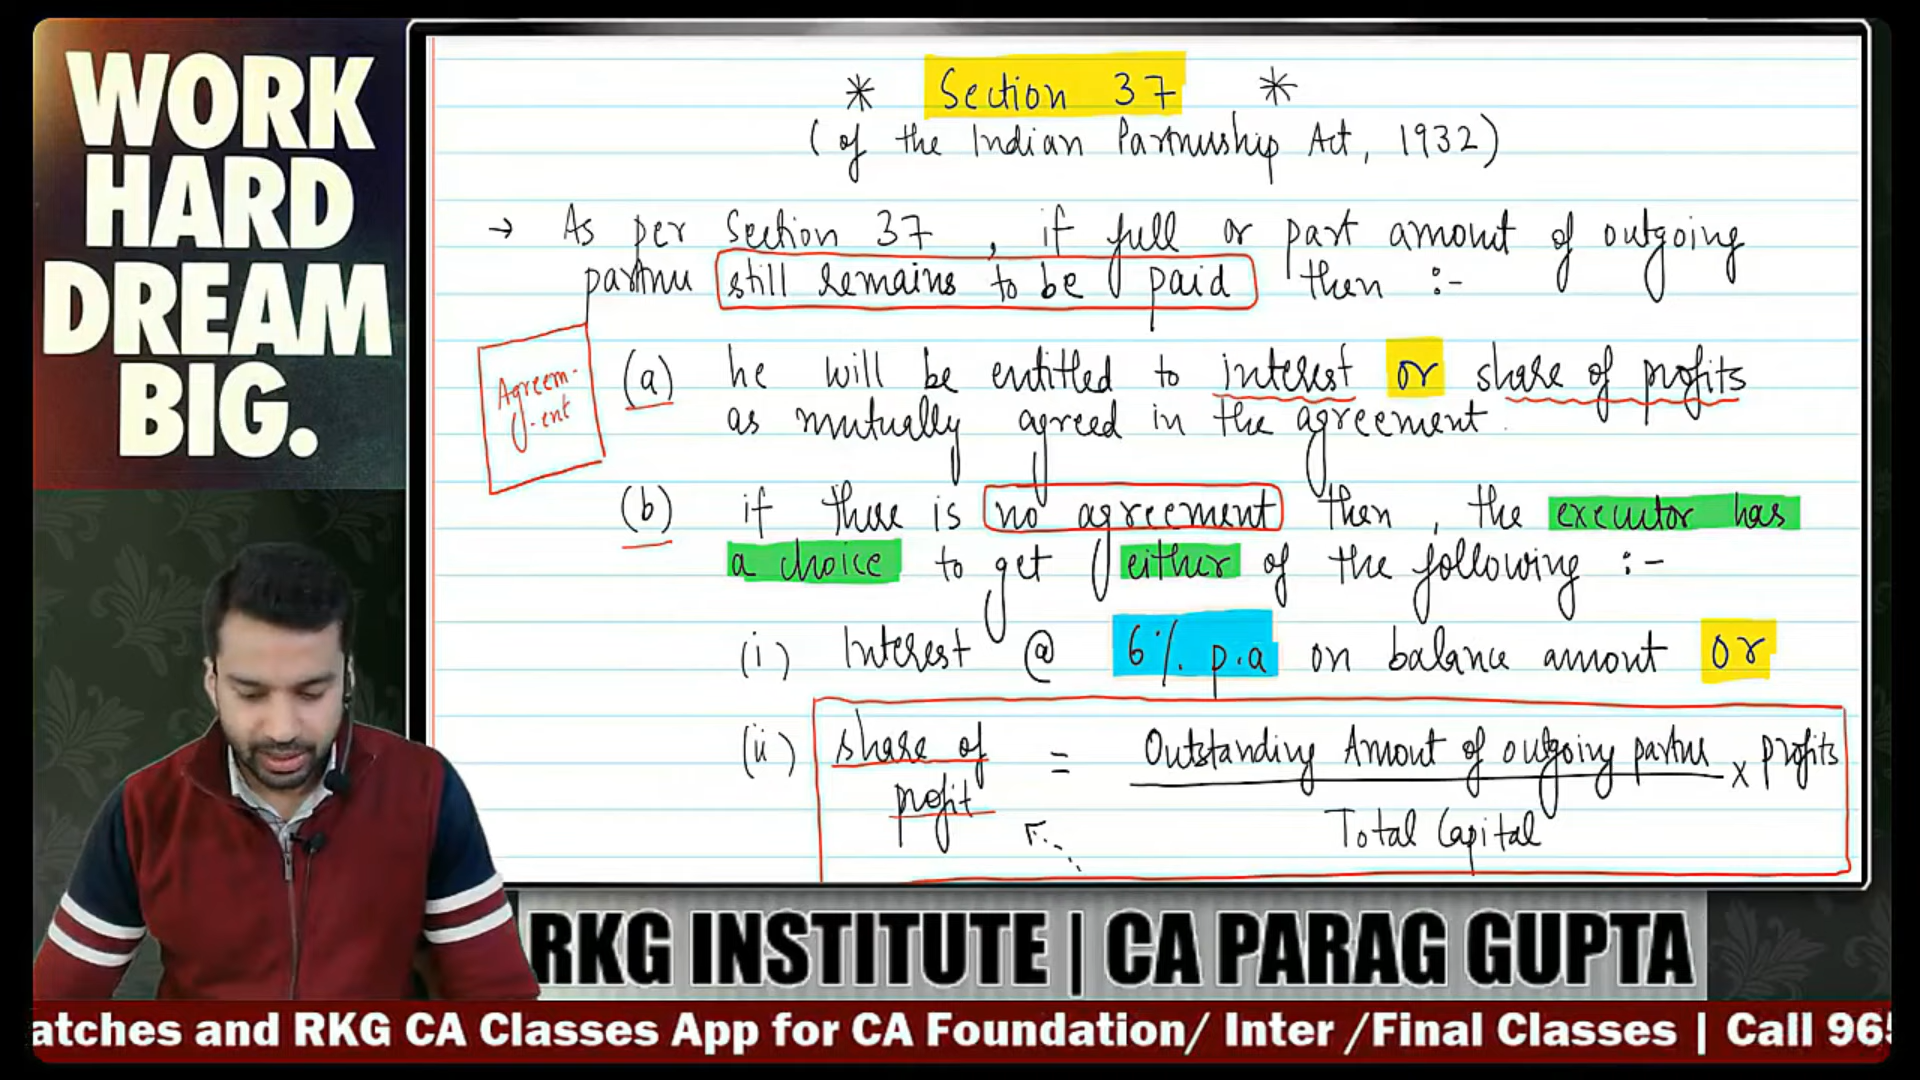 WORK
HARD
DREAM
BIG.
* Section 37 *
(of the Indian Partnership Act, 1932)
→ As per Section 37, if full or part amount of outgoing
partner still remains to be paid then :-
Agreem-
-ent
(a) he will be entitled to interest or share of profits
as mutually agreed in the agreement.
(b) if there is no agreement then, the executor has
a choice to get either of the following :-
(i) Interest @ 6% p.a on balance amount or
(ii) share of profit = Outstanding Amount of outgoing partner x Profits
Total Capital
RKG INSTITUTE | CA PARAG GUPTA
atches and RKG CA Classes App for CA Foundation/ Inter /Final Classes | Call 965